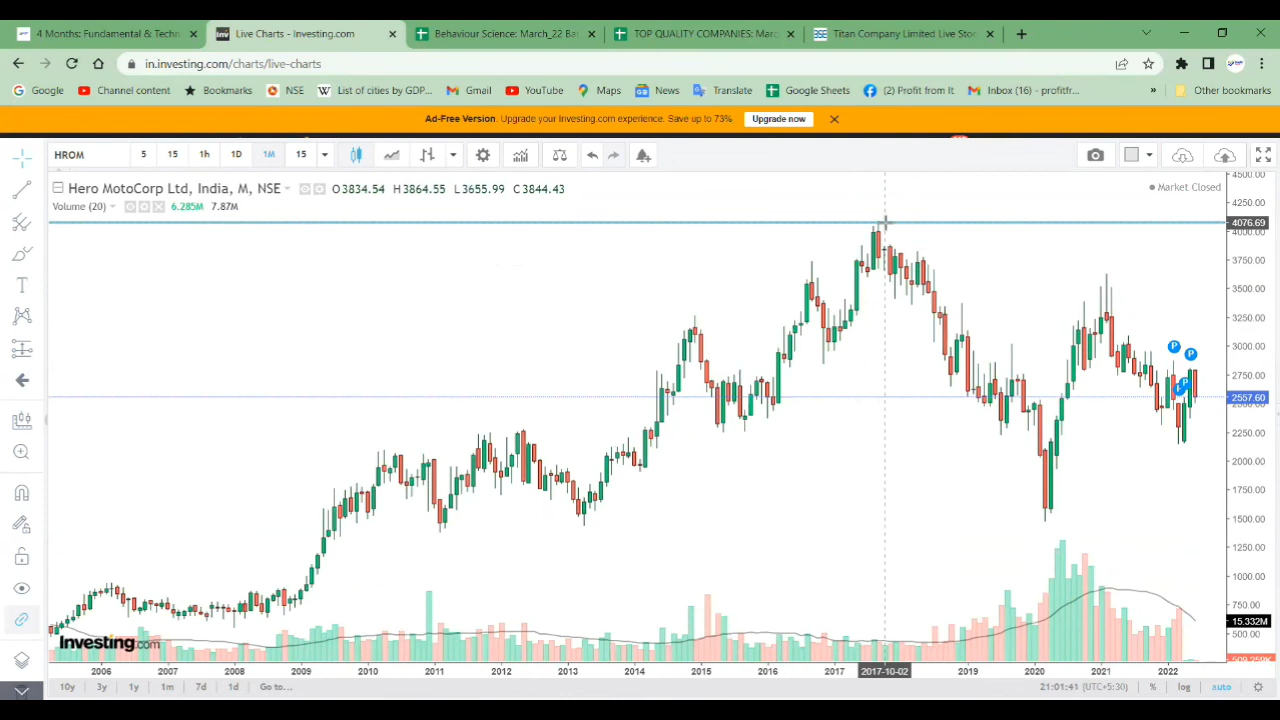 4 Months: Fundamental & Techn
Live Charts - Investing.com
Behaviour Science: March_22 Ba
TOP QUALITY COMPANIES: Marc
Titan Company Limited Live Stoc
in.investing.com/charts/live-charts
Google
Channel content
Bookmarks
NSE
List of cities by GDP...
Gmail
YouTube
Maps
News
Translate
Google Sheets
(2) Profit from It
Inbox (16) - profitfr...
»
Other bookmarks
Ad-Free Version. Upgrade your Investing.com experience. Save up to 73%
Upgrade now
HROM
5
15
1h
1D
1M
15
Hero MotoCorp Ltd, India, M, NSE
O3834.54 H3864.55 L3655.99 C3844.43
Market Closed
Volume (20)
6.285M 7.87M
4500.00
4250.00
4076.69
4000.00
3750.00
3500.00
3250.00
3000.00
2750.00
2557.60
2500.00
2250.00
2000.00
1750.00
1500.00
1250.00
1000.00
750.00
15.332M
500.00
509.259K
P
P
P
Investing.com
2006 2007 2008 2009 2010 2011 2012 2013 2014 2015 2016 2017 2017-10-02 2019 2020 2021 2022
10y 3y 1y 1m 7d 1d Go to...
21:01:41 (UTC+5:30) % log auto